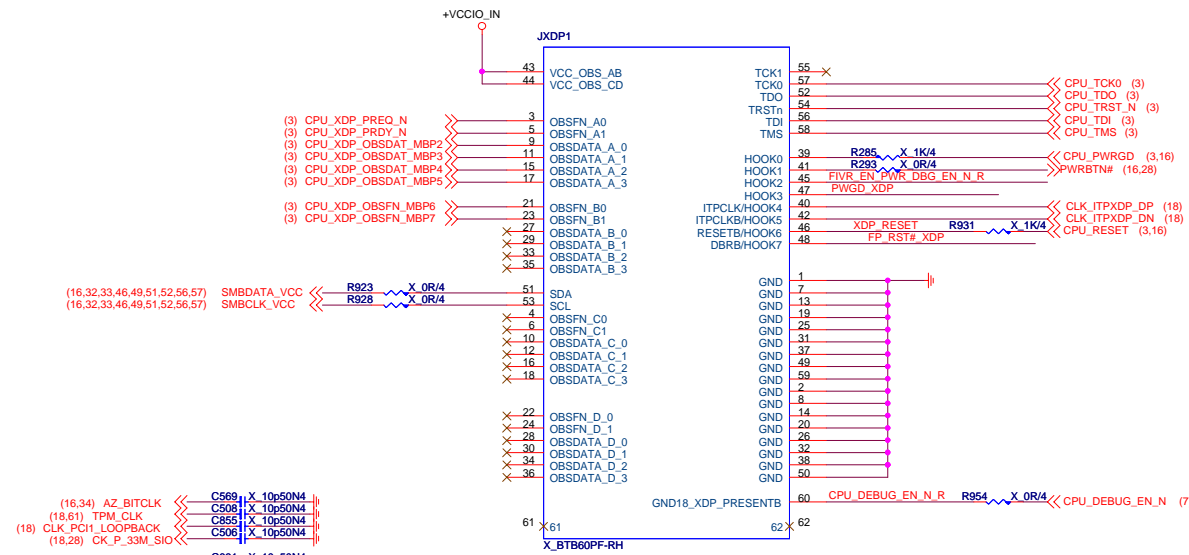 +VCCIO_IN
JXDP1
43 VCC_OBS_AB
44 VCC_OBS_CD
(3) CPU_XDP_PREQ_N 3 OBSFN_A0
(3) CPU_XDP_PRDY_N 5 OBSFN_A1
(3) CPU_XDP_OBSDAT_MBP2 9 OBSDATA_A_0
(3) CPU_XDP_OBSDAT_MBP3 11 OBSDATA_A_1
(3) CPU_XDP_OBSDAT_MBP4 15 OBSDATA_A_2
(3) CPU_XDP_OBSDAT_MBP5 17 OBSDATA_A_3
(3) CPU_XDP_OBSFN_MBP6 21 OBSFN_B0
(3) CPU_XDP_OBSFN_MBP7 23 OBSFN_B1
27 OBSDATA_B_0
29 OBSDATA_B_1
33 OBSDATA_B_2
35 OBSDATA_B_3
(16,32,33,46,49,51,52,56,57) SMBDATA_VCC R923 X_0R/4 51 SDA
(16,32,33,46,49,51,52,56,57) SMBCLK_VCC R928 X_0R/4 53 SCL
4 OBSFN_C0
6 OBSFN_C1
10 OBSDATA_C_0
12 OBSDATA_C_1
16 OBSDATA_C_2
18 OBSDATA_C_3
22 OBSFN_D_0
24 OBSFN_D_1
28 OBSDATA_D_0
30 OBSDATA_D_1
34 OBSDATA_D_2
36 OBSDATA_D_3
61 61
TCK1 55
TCK0 57 CPU_TCK0 (3)
TDO 52 CPU_TDO (3)
TRSTn 54 CPU_TRST_N (3)
TDI 56 CPU_TDI (3)
TMS 58 CPU_TMS (3)
HOOK0 39 R285 X_1K/4 CPU_PWRGD (3,16)
HOOK1 41 R293 X_0R/4 PWRBTN# (16,28)
HOOK2 45 FIVR_EN_PWR_DBG_EN_N_R
HOOK3 47 PWGD_XDP
ITPCLK/HOOK4 40 CLK_ITPXDP_DP (18)
ITPCLKB/HOOK5 42 CLK_ITPXDP_DN (18)
RESETB/HOOK6 46 XDP_RESET R931 X_1K/4 CPU_RESET (3,16)
DBRB/HOOK7 48 FP_RST#_XDP
GND 1
GND 7
GND 13
GND 19
GND 25
GND 31
GND 37
GND 49
GND 59
GND 2
GND 8
GND 14
GND 20
GND 26
GND 32
GND 38
GND 50
GND18_XDP_PRESENTB 60 CPU_DEBUG_EN_N_R R954 X_0R/4 CPU_DEBUG_EN_N (7
62 62
X_BTB60PF-RH
(16,34) AZ_BITCLK C569 X_10p50N4
(18,61) TPM_CLK C508 X_10p50N4
(18) CLK_PCI1_LOOPBACK C855 X_10p50N4
(18,28) CK_P_33M_SIO C506 X_10p50N4